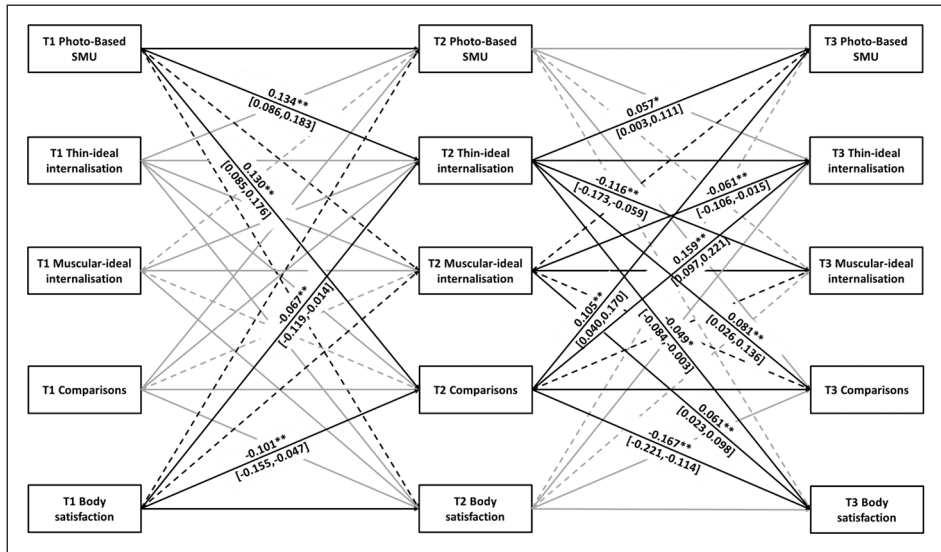 T1 Photo-Based
SMU
T2 Photo-Based
SMU
T3 Photo-Based
SMU
0.134**
[0.086,0.183]
0.057*
[0.003,0.111]
T1 Thin-ideal
internalisation
T2 Thin-ideal
internalisation
T3 Thin-ideal
internalisation
0.130**
[0.085,0.176]
-0.116**
[-0.173,-0.059]
-0.061**
[-0.106,-0.015]
T1 Muscular-ideal
internalisation
T2 Muscular-ideal
internalisation
T3 Muscular-ideal
internalisation
0.159**
[0.097,0.221]
-0.067**
[-0.119,-0.014]
0.105**
[0.040,0.170]
-0.049*
[-0.084,-0.003]
0.081**
[0.026,0.136]
T1 Comparisons
T2 Comparisons
T3 Comparisons
-0.101**
[-0.155,-0.047]
0.061**
[0.023,0.098]
-0.167**
[-0.221,-0.114]
T1 Body
satisfaction
T2 Body
satisfaction
T3 Body
satisfaction